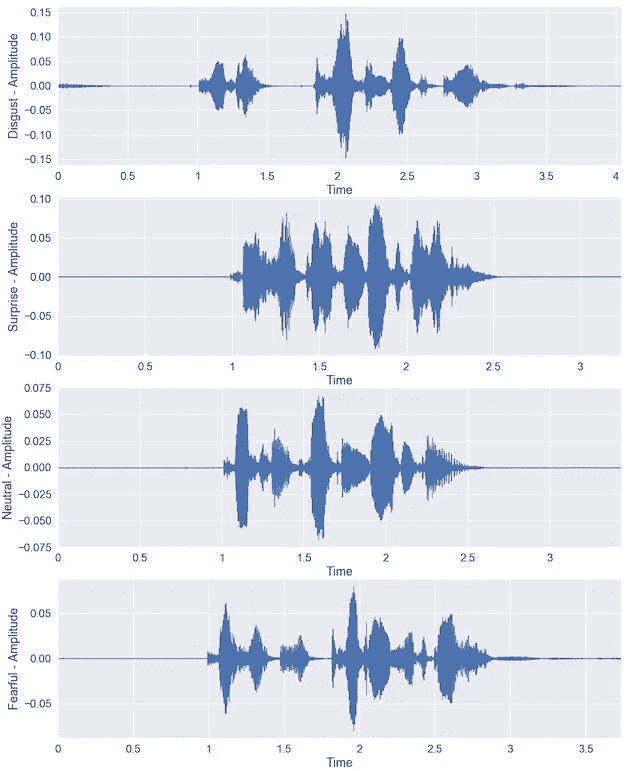 Disgust - Amplitude
0.15
0.10
0.05
0.00
−0.05
−0.10
−0.15
0 0.5 1 1.5 2 2.5 3 3.5 4
Time
Surprise - Amplitude
0.10
0.05
0.00
−0.05
−0.10
0 0.5 1 1.5 2 2.5 3
Time
Neutral - Amplitude
0.075
0.050
0.025
0.000
−0.025
−0.050
−0.075
0 0.5 1 1.5 2 2.5 3
Time
Fearful - Amplitude
0.05
0.00
−0.05
0 0.5 1 1.5 2 2.5 3 3.5
Time